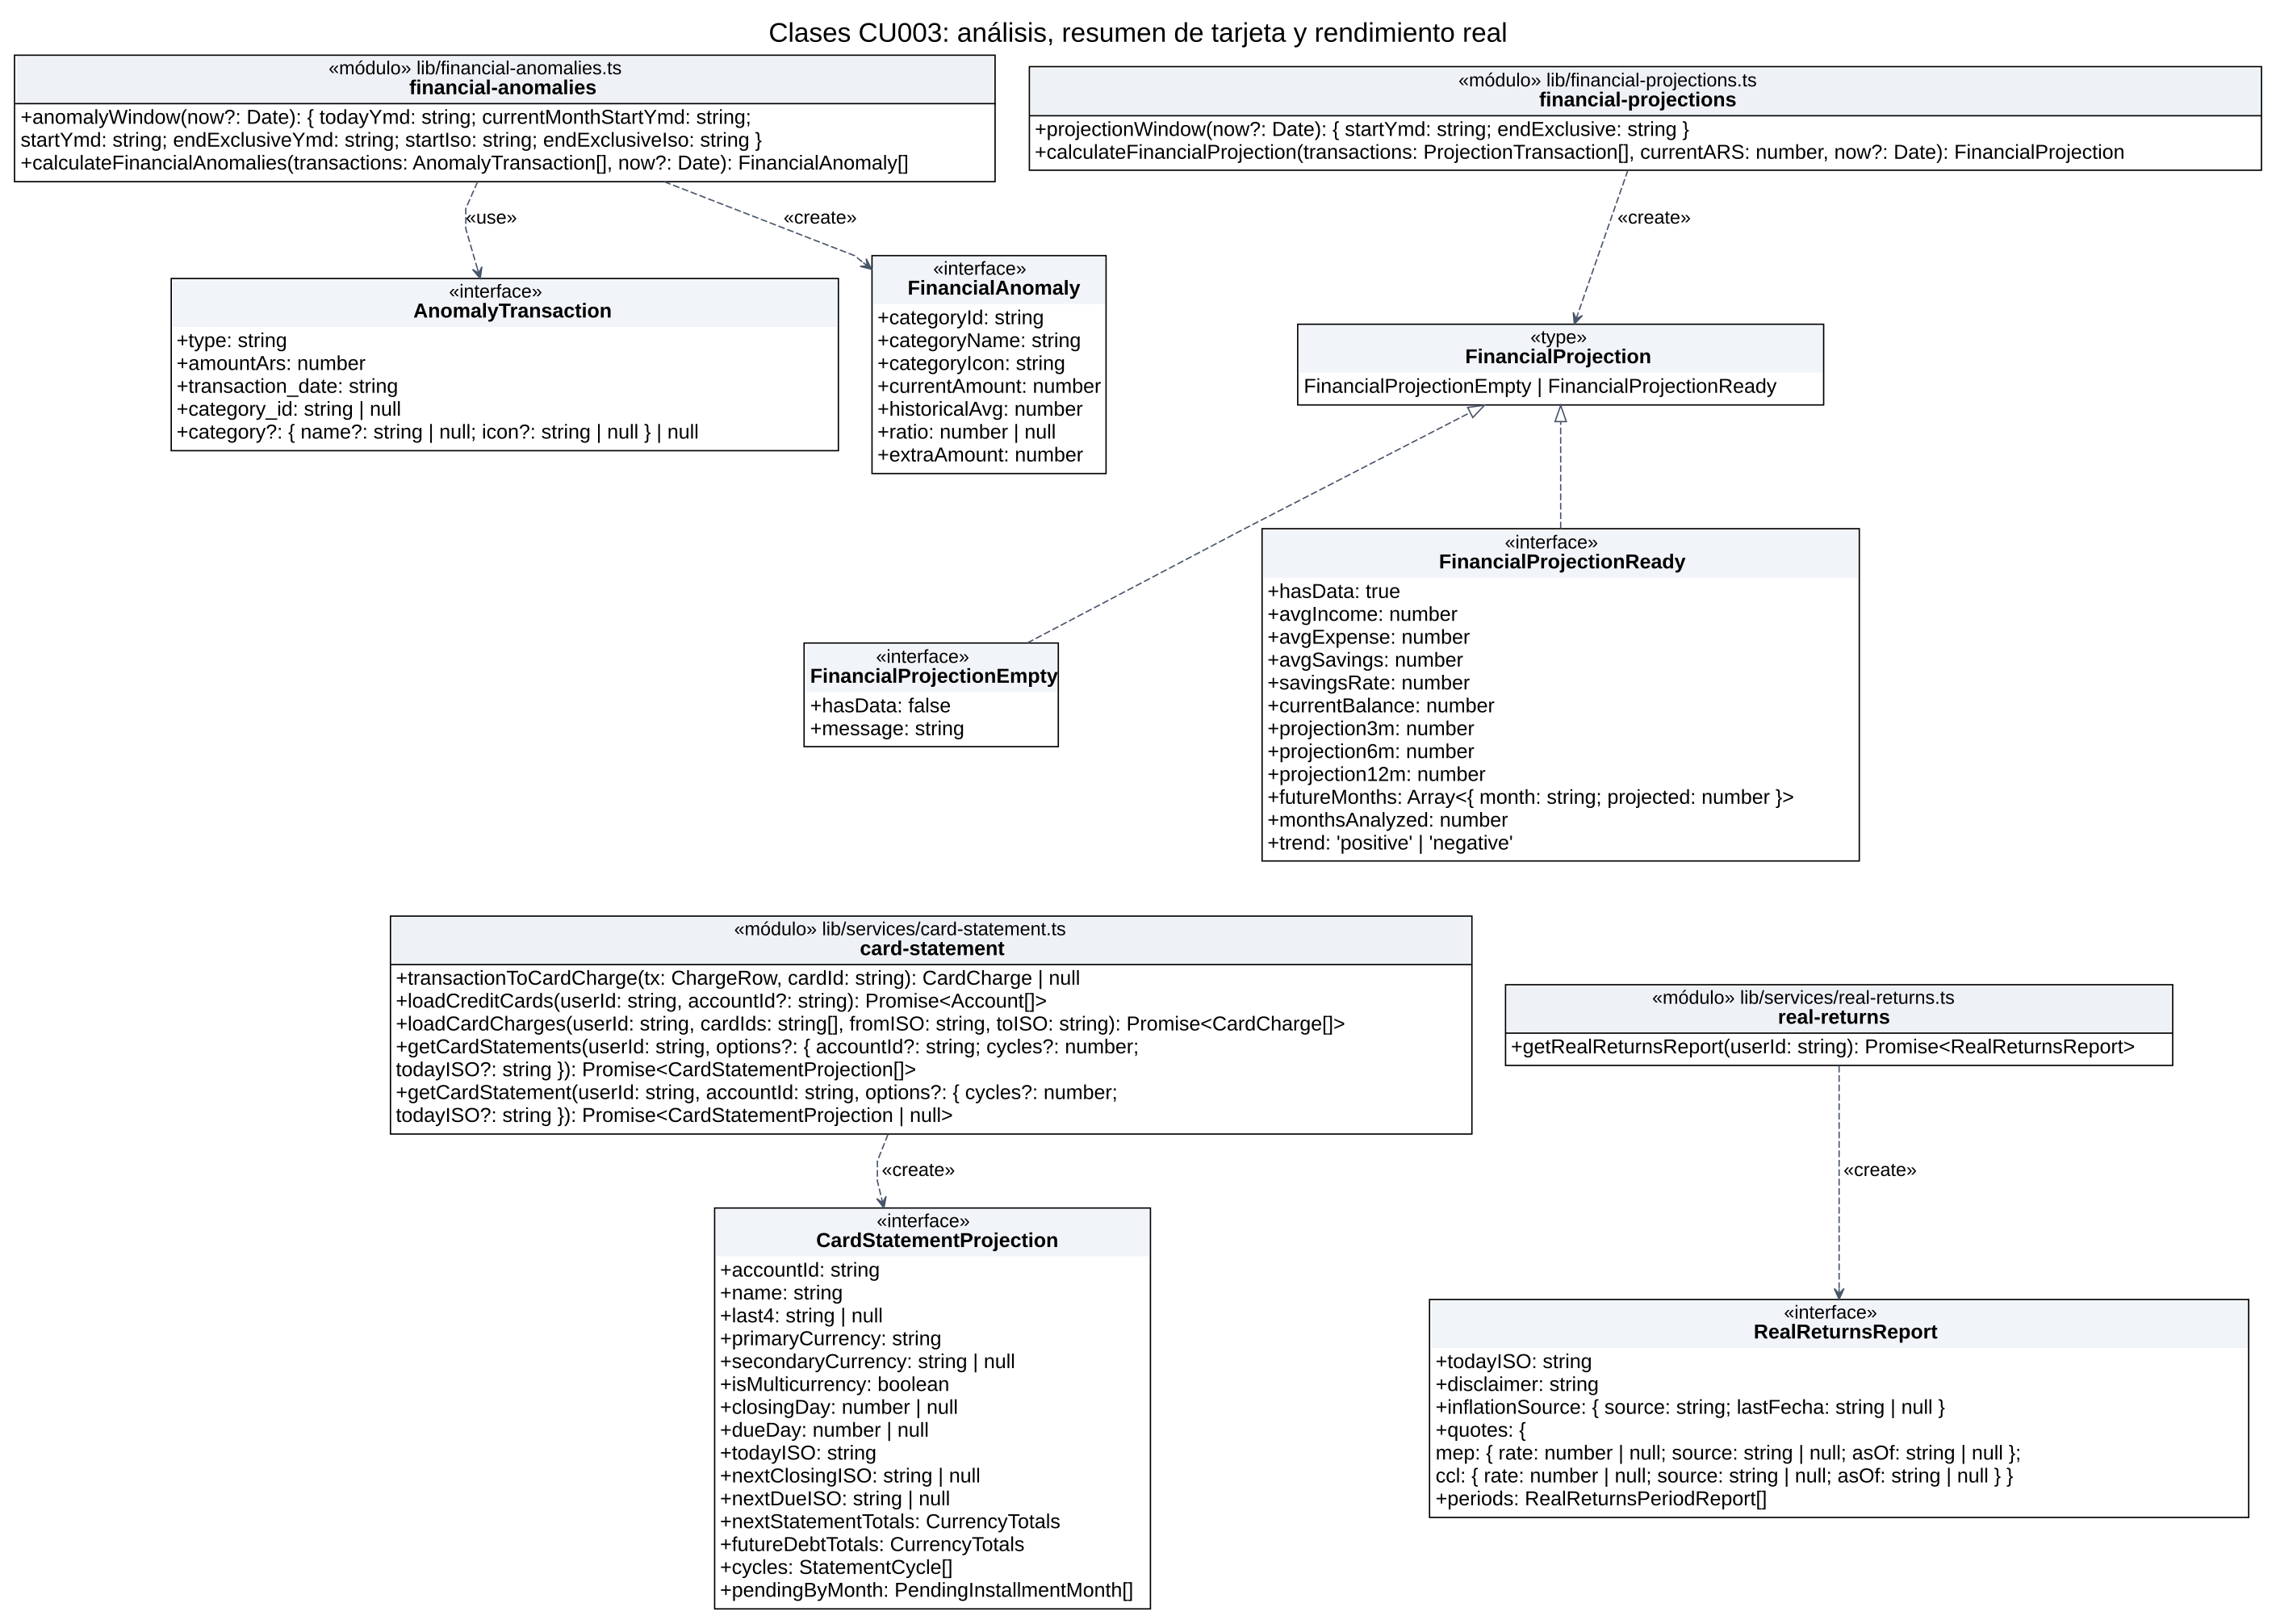 Clases CU003: análisis, resumen de tarjeta y rendimiento real
«módulo» lib/financial-anomalies.ts
financial-anomalies
+anomalyWindow(now?: Date): { todayYmd: string; currentMonthStartYmd: string;
startYmd: string; endExclusiveYmd: string; startIso: string; endExclusiveIso: string }
+calculateFinancialAnomalies(transactions: AnomalyTransaction[], now?: Date): FinancialAnomaly[]
«módulo» lib/financial-projections.ts
financial-projections
+projectionWindow(now?: Date): { startYmd: string; endExclusive: string }
+calculateFinancialProjection(transactions: ProjectionTransaction[], currentARS: number, now?: Date): FinancialProjection
«use»
«create»
«create»
«interface»
AnomalyTransaction
+type: string
+amountArs: number
+transaction_date: string
+category_id: string | null
+category?: { name?: string | null; icon?: string | null } | null
«interface»
FinancialAnomaly
+categoryId: string
+categoryName: string
+categoryIcon: string
+currentAmount: number
+historicalAvg: number
+ratio: number | null
+extraAmount: number
«type»
FinancialProjection
FinancialProjectionEmpty | FinancialProjectionReady
«interface»
FinancialProjectionEmpty
+hasData: false
+message: string
«interface»
FinancialProjectionReady
+hasData: true
+avgIncome: number
+avgExpense: number
+avgSavings: number
+savingsRate: number
+currentBalance: number
+projection3m: number
+projection6m: number
+projection12m: number
+futureMonths: Array<{ month: string; projected: number }>
+monthsAnalyzed: number
+trend: 'positive' | 'negative'
«módulo» lib/services/card-statement.ts
card-statement
+transactionToCardCharge(tx: ChargeRow, cardId: string): CardCharge | null
+loadCreditCards(userId: string, accountId?: string): Promise<Account[]>
+loadCardCharges(userId: string, cardIds: string[], fromISO: string, toISO: string): Promise<CardCharge[]>
+getCardStatements(userId: string, options?: { accountId?: string; cycles?: number;
todayISO?: string }): Promise<CardStatementProjection[]>
+getCardStatement(userId: string, accountId: string, options?: { cycles?: number;
todayISO?: string }): Promise<CardStatementProjection | null>
«módulo» lib/services/real-returns.ts
real-returns
+getRealReturnsReport(userId: string): Promise<RealReturnsReport>
«create»
«create»
«interface»
CardStatementProjection
+accountId: string
+name: string
+last4: string | null
+primaryCurrency: string
+secondaryCurrency: string | null
+isMulticurrency: boolean
+closingDay: number | null
+dueDay: number | null
+todayISO: string
+nextClosingISO: string | null
+nextDueISO: string | null
+nextStatementTotals: CurrencyTotals
+futureDebtTotals: CurrencyTotals
+cycles: StatementCycle[]
+pendingByMonth: PendingInstallmentMonth[]
«interface»
RealReturnsReport
+todayISO: string
+disclaimer: string
+inflationSource: { source: string; lastFecha: string | null }
+quotes: {
mep: { rate: number | null; source: string | null; asOf: string | null };
ccl: { rate: number | null; source: string | null; asOf: string | null } }
+periods: RealReturnsPeriodReport[]